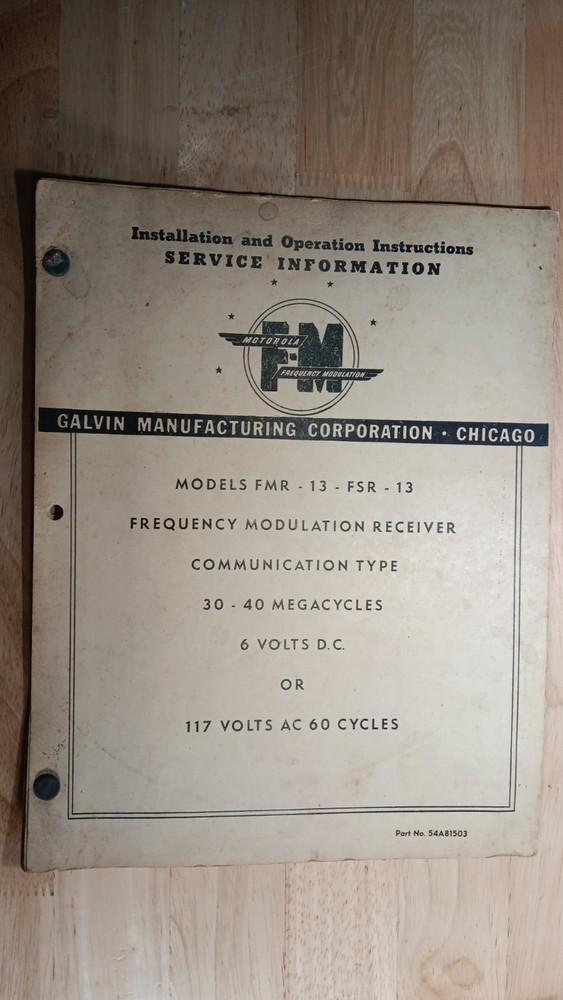 Installation and Operation Instructions
SERVICE INFORMATION
MOTOROLA
F-M
FREQUENCY MODULATION
GALVIN MANUFACTURING CORPORATION · CHICAGO
MODELS FMR - 13 - FSR - 13
FREQUENCY MODULATION RECEIVER
COMMUNICATION TYPE
30 - 40 MEGACYCLES
6 VOLTS D.C.
OR
117 VOLTS AC 60 CYCLES
Part No. 54A81503